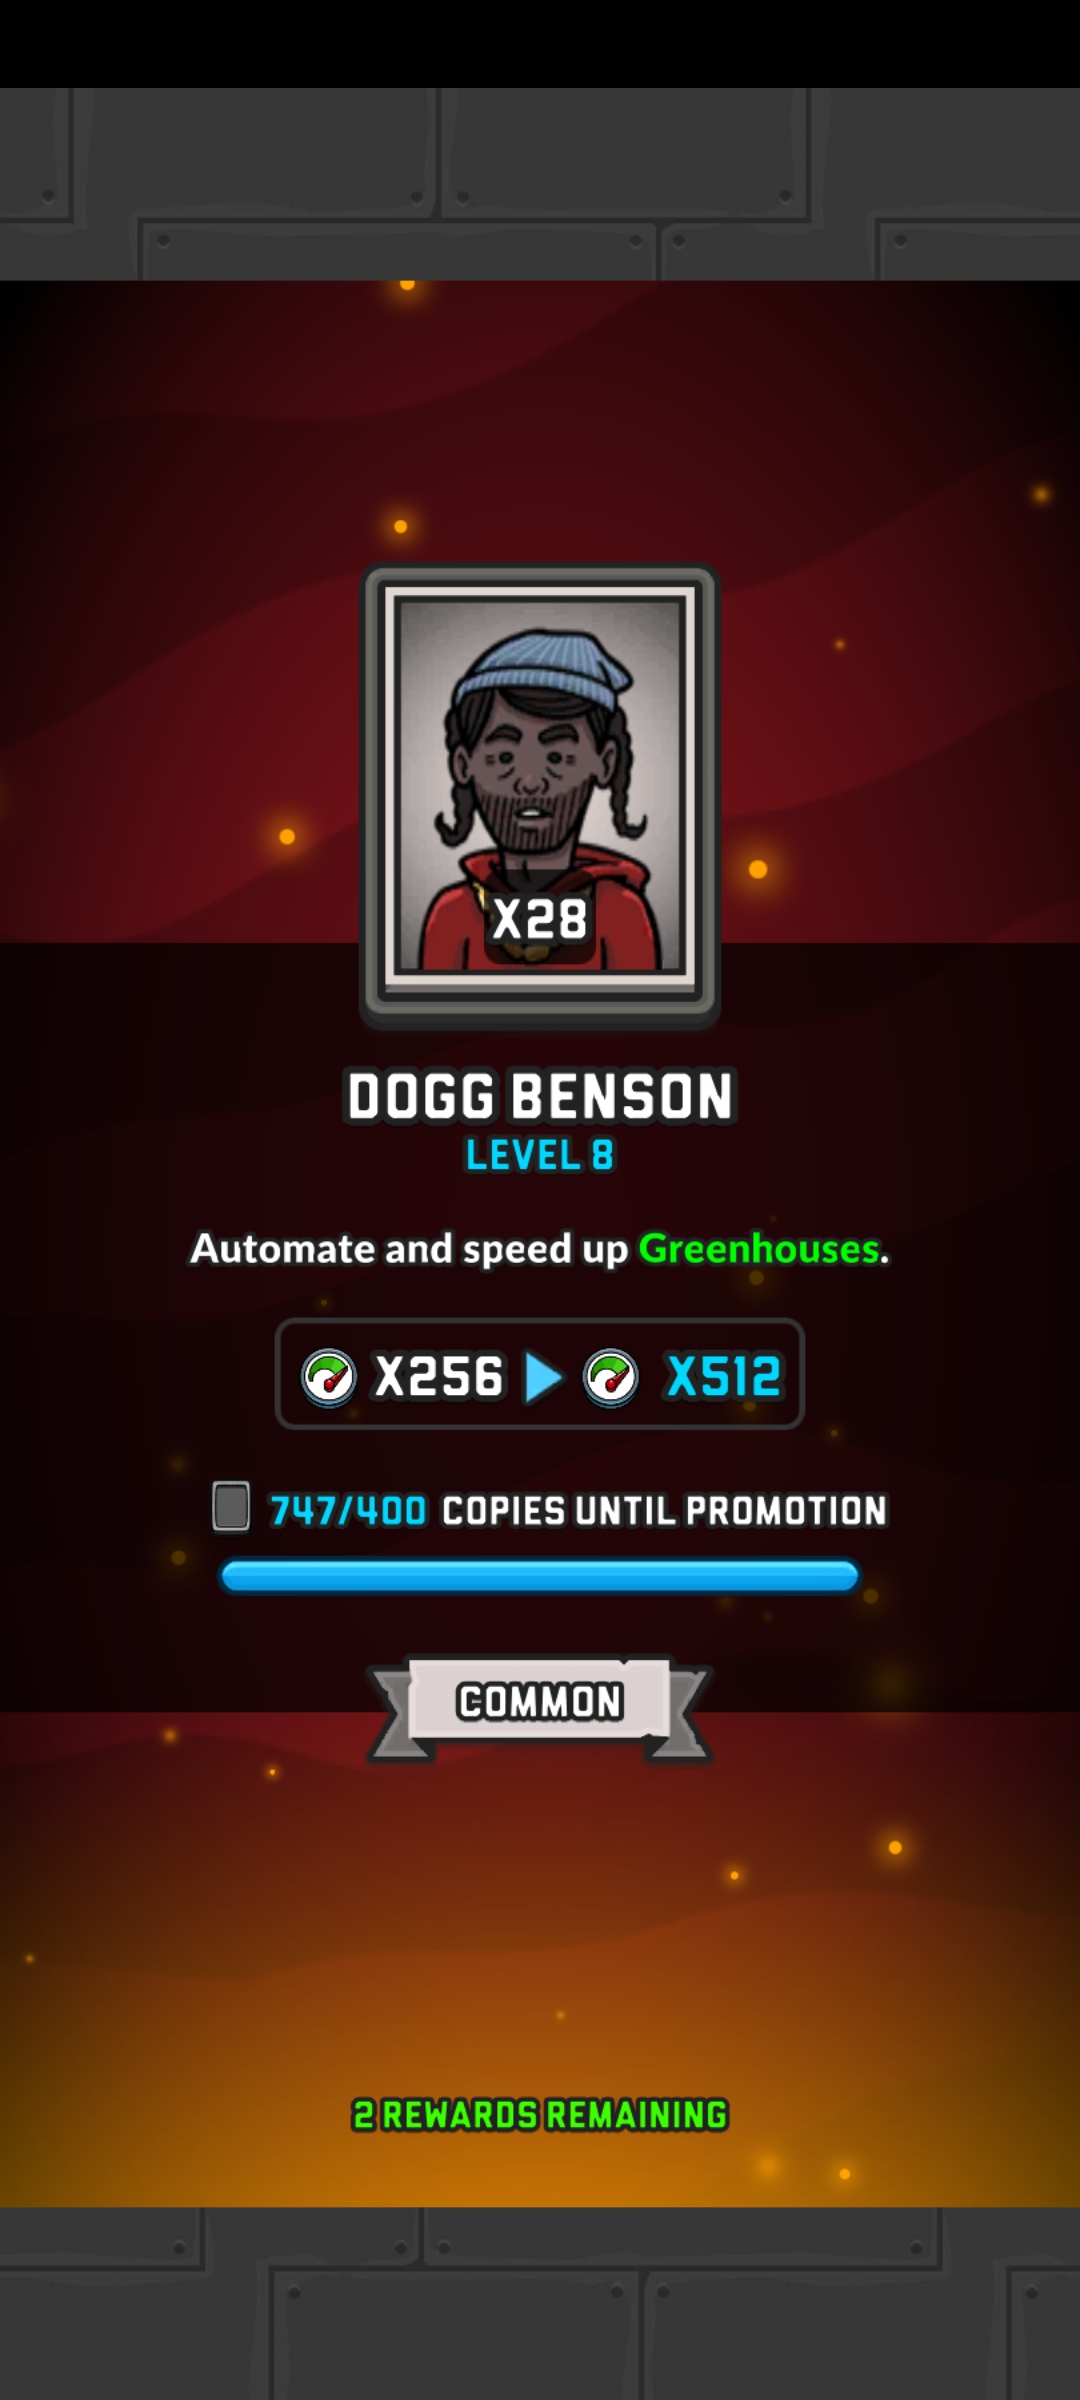 X28
DOGG BENSON
LEVEL 8
Automate and speed up Greenhouses.
X256 X512
747/400 COPIES UNTIL PROMOTION
COMMON
2 REWARDS REMAINING